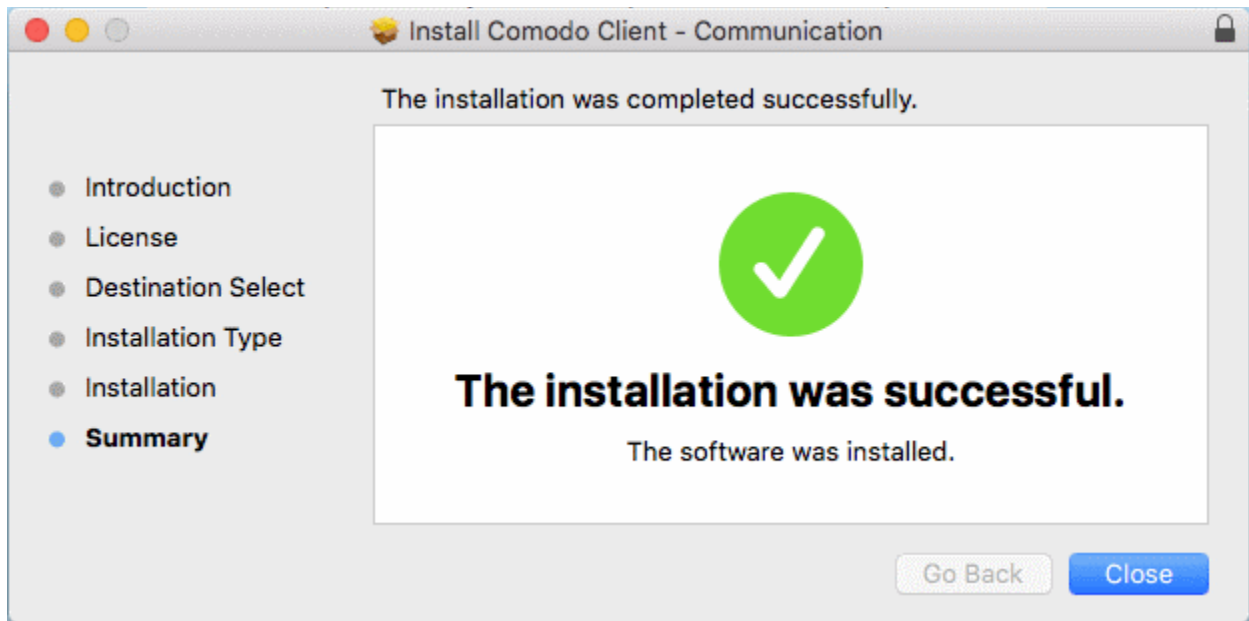 Install Comodo Client - Communication
The installation was completed successfully.
Introduction
License
Destination Select
Installation Type
Installation
Summary
The installation was successful.
The software was installed.
Go Back
Close